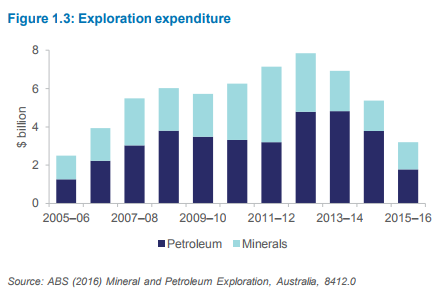 Figure 1.3: Exploration expenditure
8
6
4
2
0
$ billion
2005–06 2007–08 2009–10 2011–12 2013–14 2015–16
Petroleum Minerals
Source: ABS (2016) Mineral and Petroleum Exploration, Australia, 8412.0